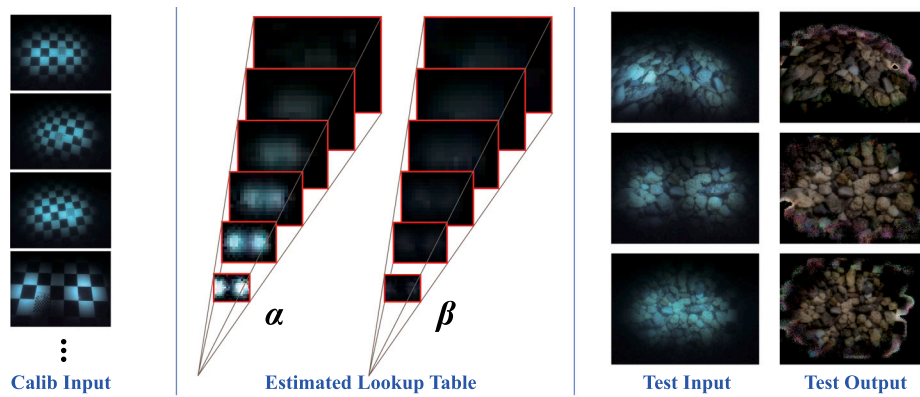 α
β
Calib Input
Estimated Lookup Table
Test Input
Test Output